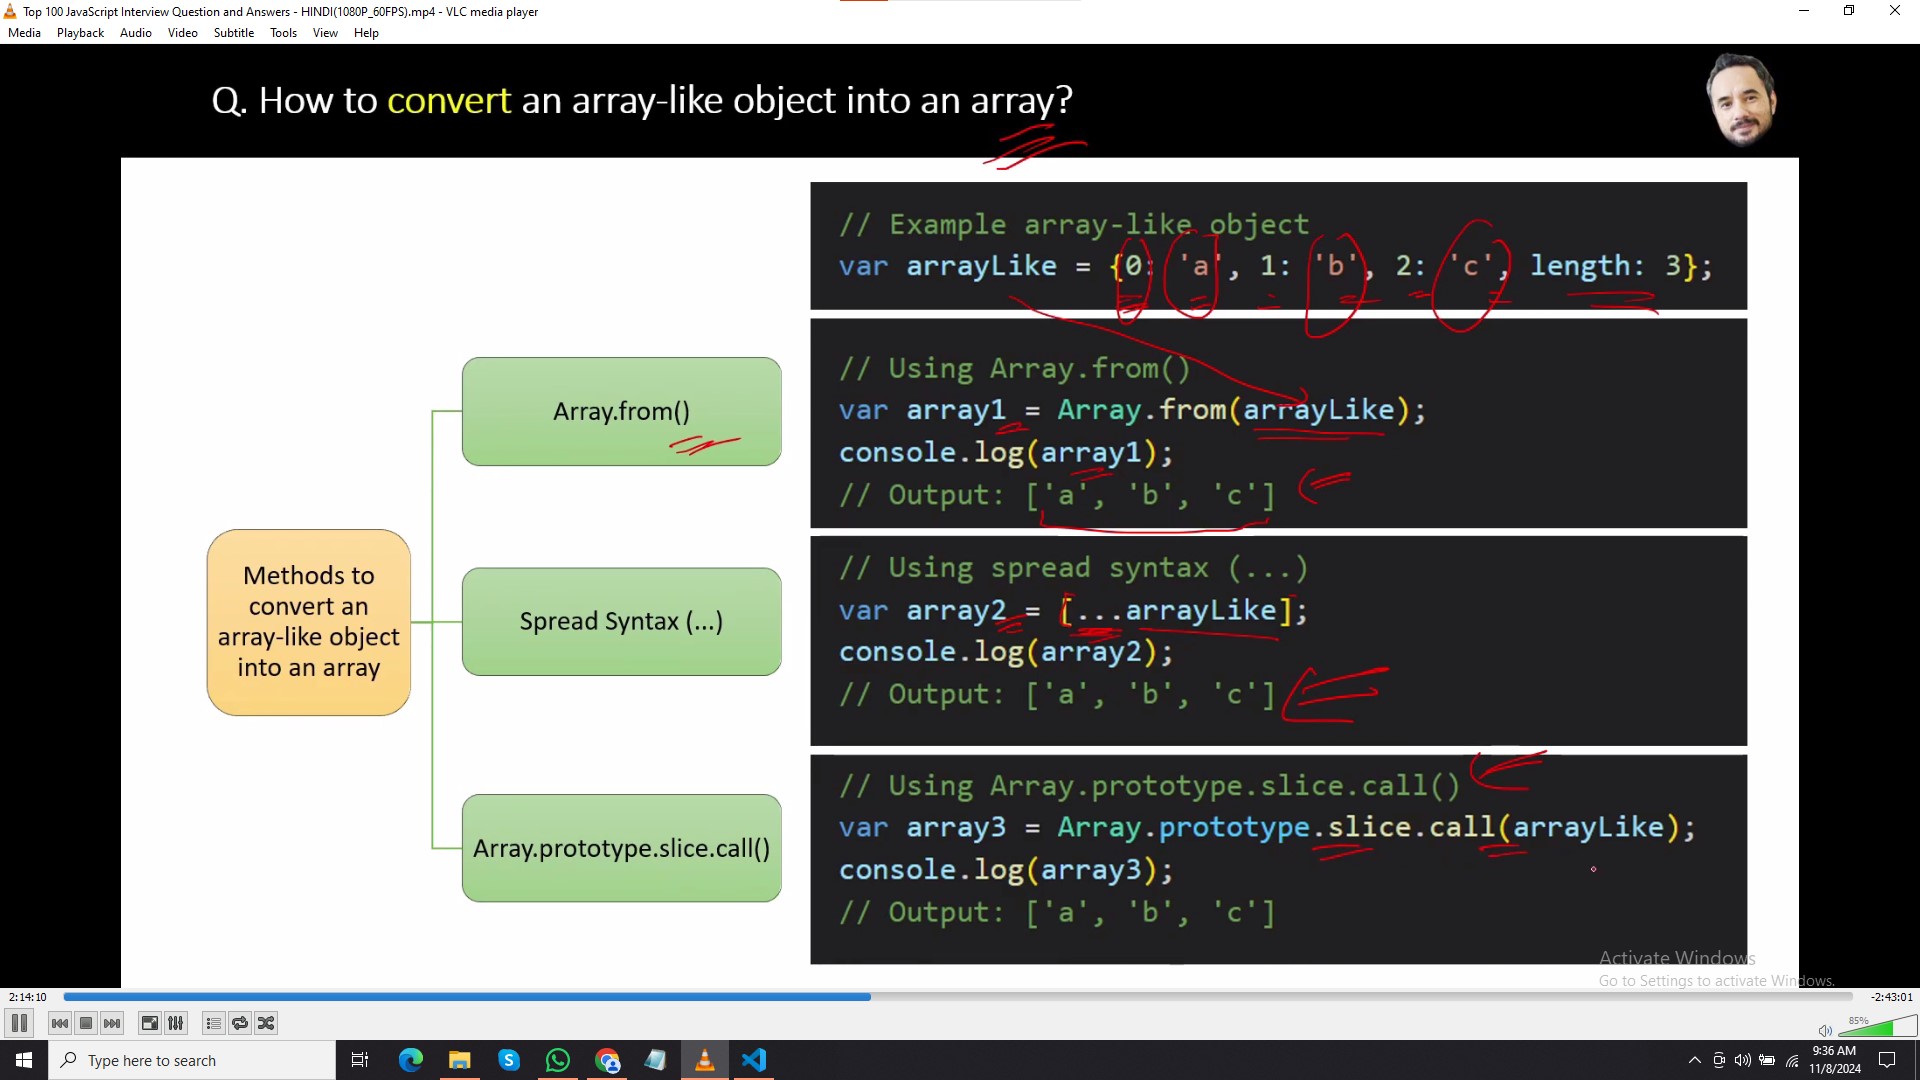 Top 100 JavaScript Interview Question and Answers - HINDI(1080P_60FPS).mp4 - VLC media player
Media Playback Audio Video Subtitle Tools View Help
Q. How to convert an array-like object into an array?
// Example array-like object
var arrayLike = {0: 'a', 1: 'b', 2: 'c', length: 3};
Methods to
convert an
array-like object
into an array
Array.from()
// Using Array.from()
var array1 = Array.from(arrayLike);
console.log(array1);
// Output: ['a', 'b', 'c']
Spread Syntax (...)
// Using spread syntax (...)
var array2 = [...arrayLike];
console.log(array2);
// Output: ['a', 'b', 'c']
Array.prototype.slice.call()
// Using Array.prototype.slice.call()
var array3 = Array.prototype.slice.call(arrayLike);
console.log(array3);
// Output: ['a', 'b', 'c']
Activate Windows
Go to Settings to activate Windows.
2:14:10
-2:43:01
85%
Type here to search
9:36 AM
11/8/2024